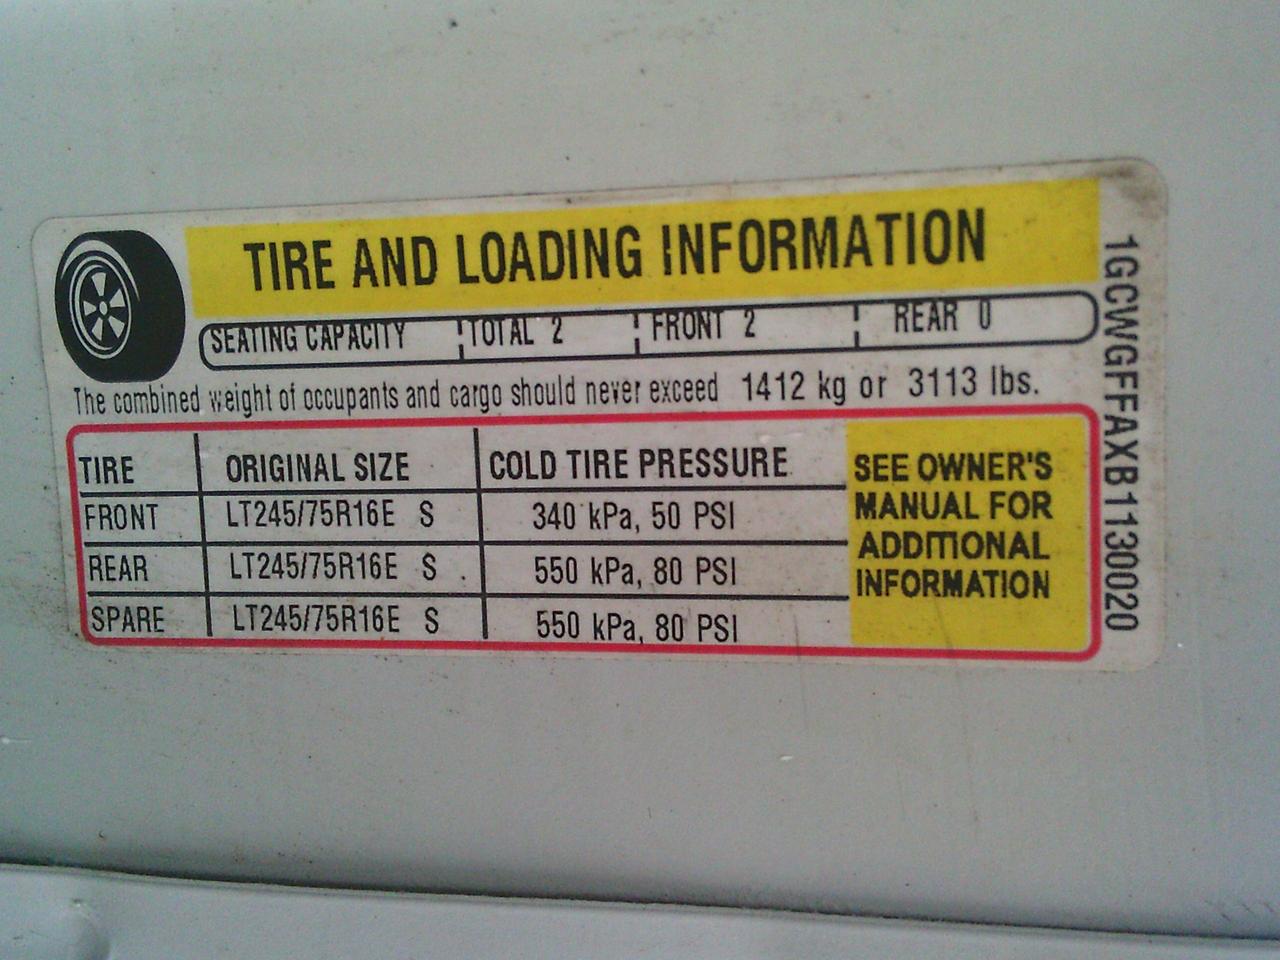 TIRE AND LOADING INFORMATION
SEATING CAPACITY TOTAL 2 FRONT 2 REAR 0
The combined weight of occupants and cargo should never exceed 1412 kg or 3113 lbs.
TIRE ORIGINAL SIZE COLD TIRE PRESSURE
FRONT LT245/75R16E S 340 kPa, 50 PSI
REAR LT245/75R16E S 550 kPa, 80 PSI
SPARE LT245/75R16E S 550 kPa, 80 PSI
SEE OWNER'S
MANUAL FOR
ADDITIONAL
INFORMATION
1GCWGFFAXB1130020